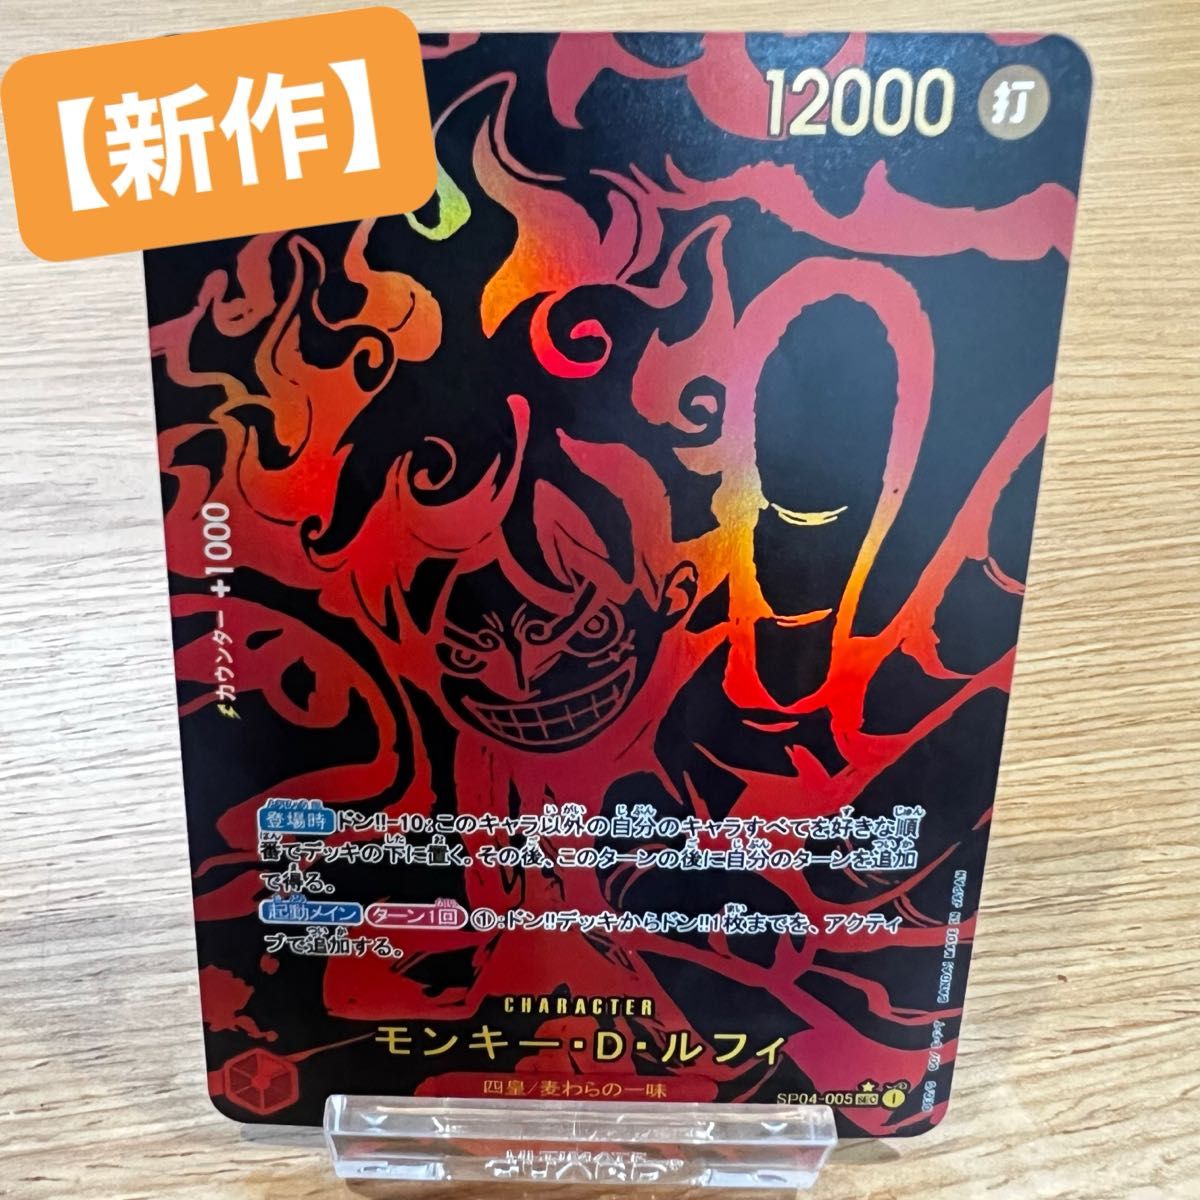 【新作】
12000
打
カウンター +1000
登場時 ドン!!-10:このキャラ以外の自分のキャラすべてを好きな順
番でデッキの下に置く。その後、このターンの後に自分のターンを追加
で得る。
起動メイン ターン1回 ①:ドン!!デッキからドン!!1枚までを、アクティ
ブで追加する。
CHARACTER
モンキー・D・ルフィ
四皇/麦わらの一味
SP04-005
BANDAI MADE IN JAPAN